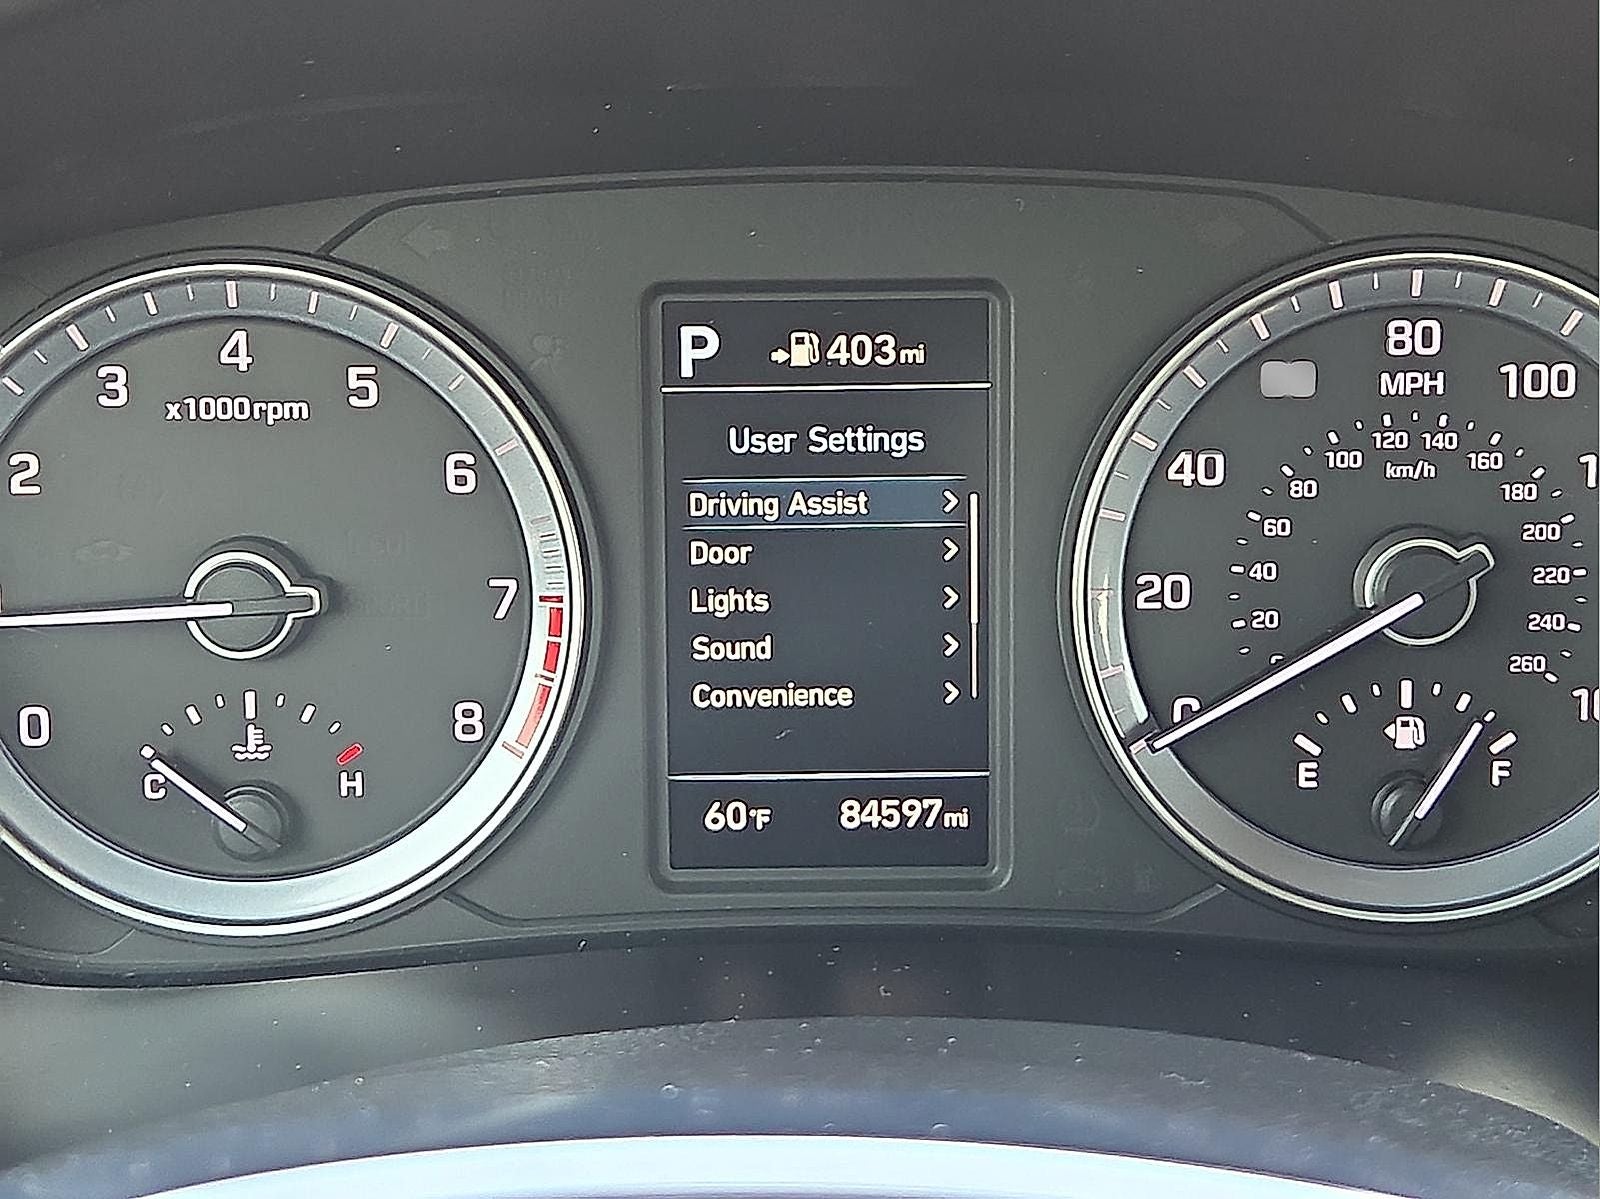 4
3
5
x1000rpm
2
6
7
0
8
C
H
P
403mi
User Settings
Driving Assist
Door
Lights
Sound
Convenience
60°F
84597mi
80
MPH
100
40
20
120
140
100
160
km/h
80
180
60
200
40
220
20
240
260
E
F